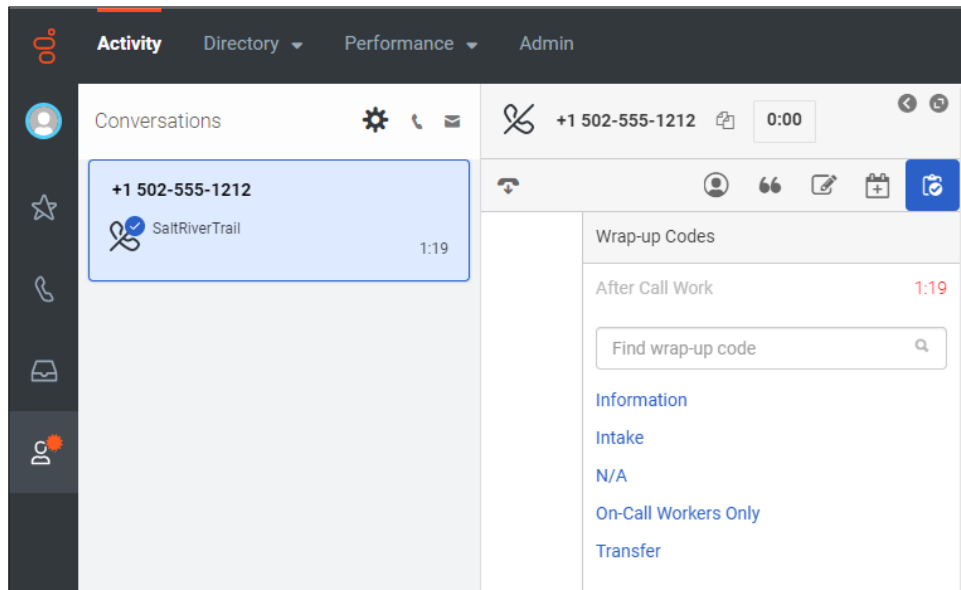 Activity Directory Performance Admin
Conversations
+1 502-555-1212 0:00
+1 502-555-1212
SaltRiverTrail
1:19
Wrap-up Codes
After Call Work 1:19
Find wrap-up code
Information
Intake
N/A
On-Call Workers Only
Transfer